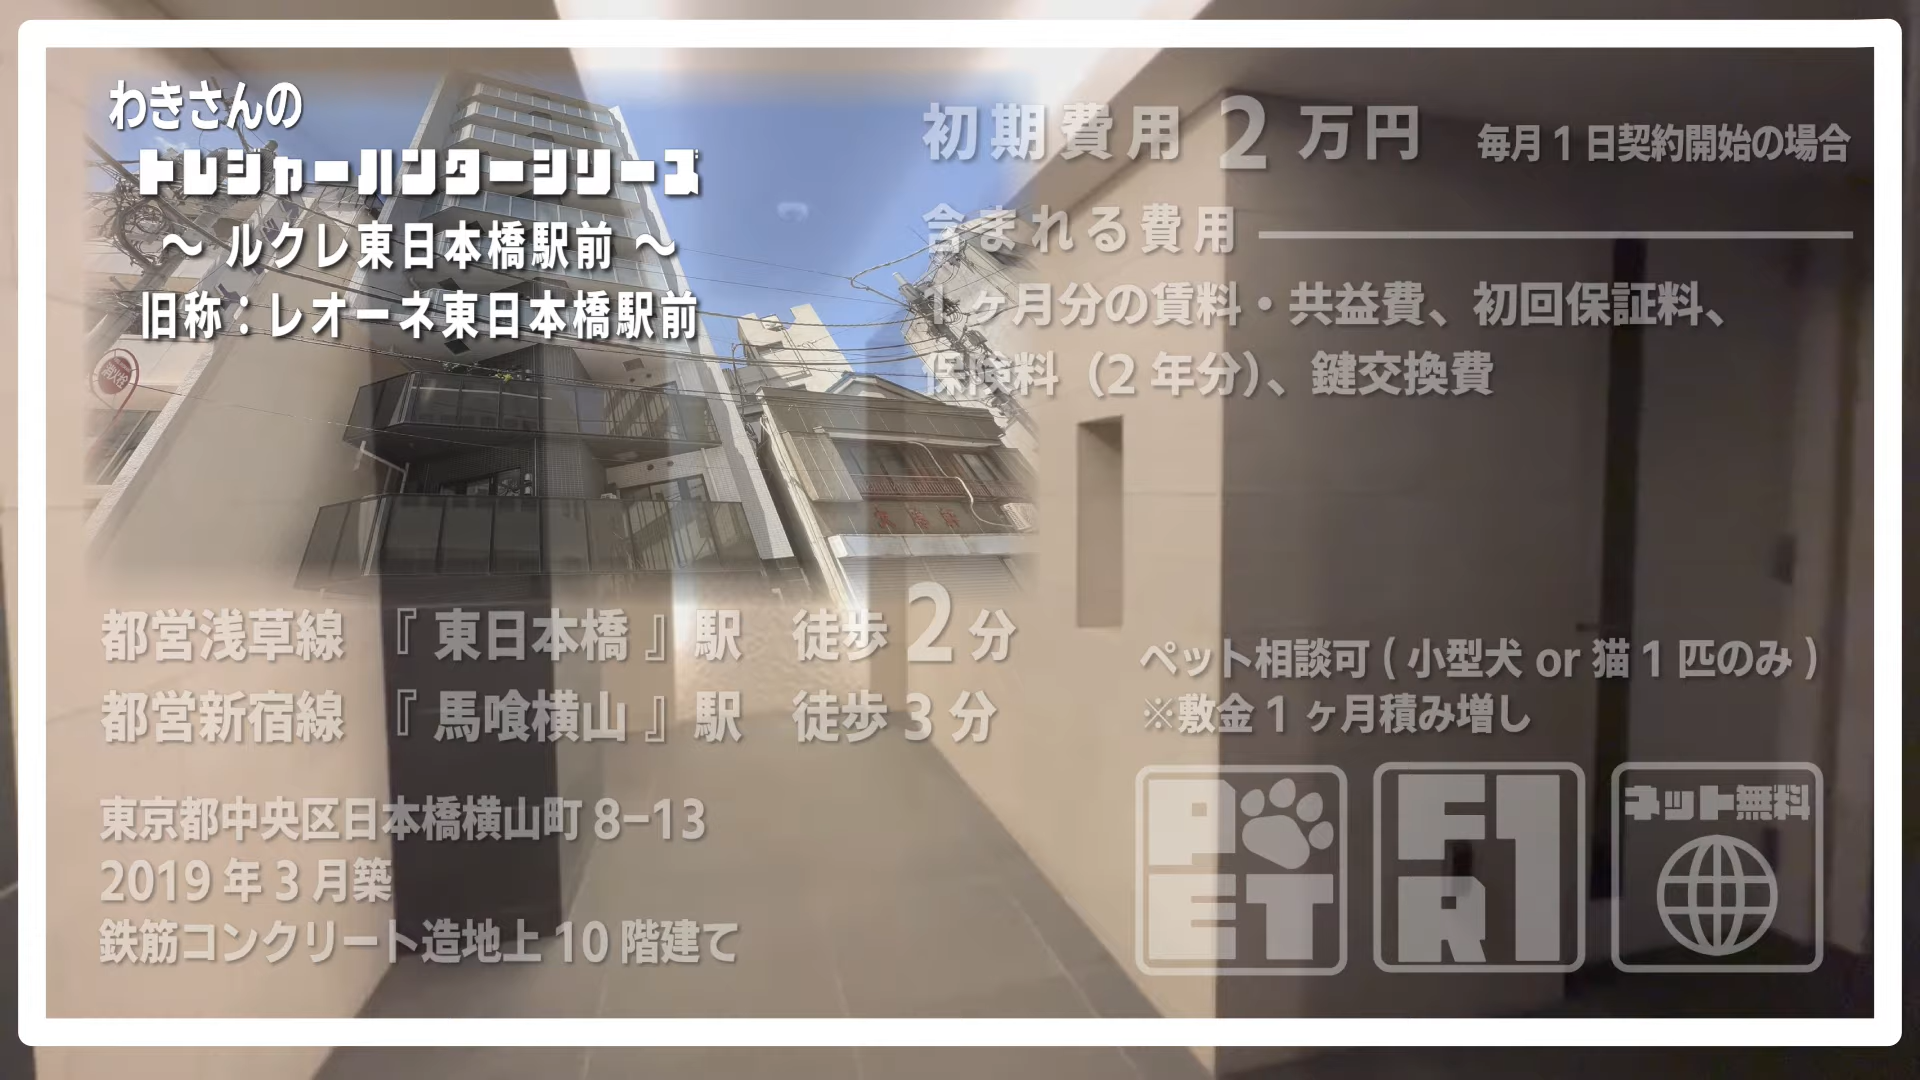 わきさんの
トレジャーハンターシリーズ
～ ルクレ東日本橋駅前 ～
旧称：レオーネ東日本橋駅前
消火栓
初期費用 2 万円 毎月 1 日契約開始の場合
含まれる費用
1 ヶ月分の賃料・共益費、初回保証料、
保険料（2 年分）、鍵交換費
都営浅草線 『 東日本橋 』 駅 徒歩 2 分
都営新宿線 『 馬喰横山 』 駅 徒歩 3 分
東京都中央区日本橋横山町 8−13
2019 年 3 月築
鉄筋コンクリート造地上 10 階建て
ペット相談可 ( 小型犬 or 猫 1 匹のみ )
※敷金 1 ヶ月積み増し
PET
FR1
ネット無料